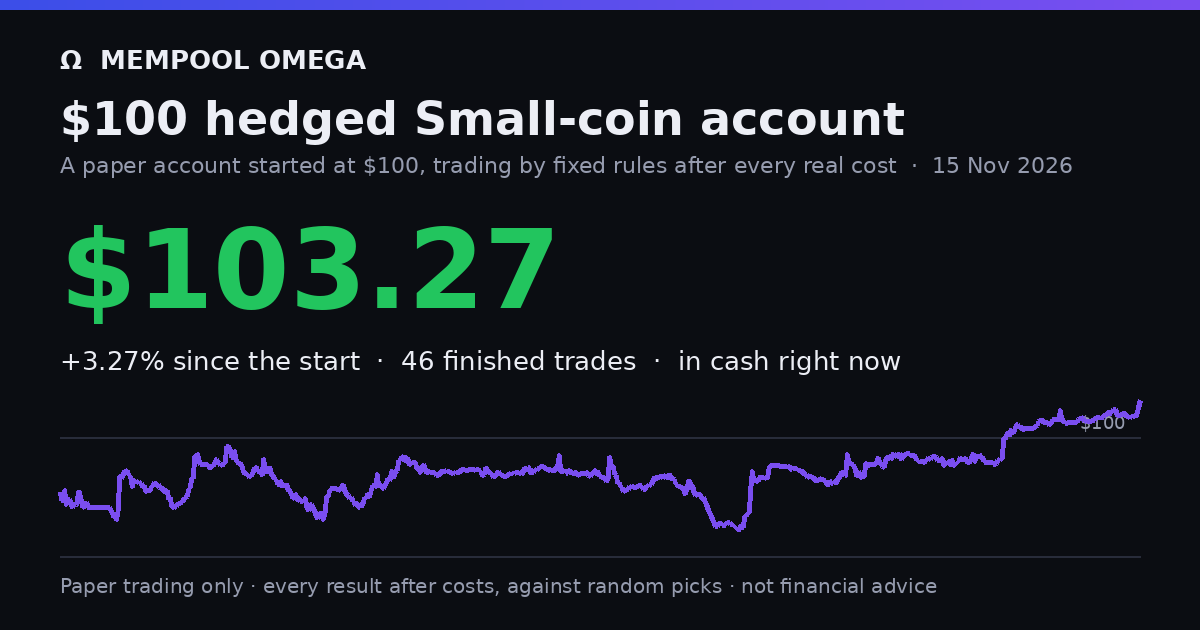 Ω MEMPOOL OMEGA
$100 hedged Small-coin account
A paper account started at $100, trading by fixed rules after every real cost · 15 Nov 2026
$103.27
+3.27% since the start · 46 finished trades · in cash right now
$100
Paper trading only · every result after costs, against random picks · not financial advice